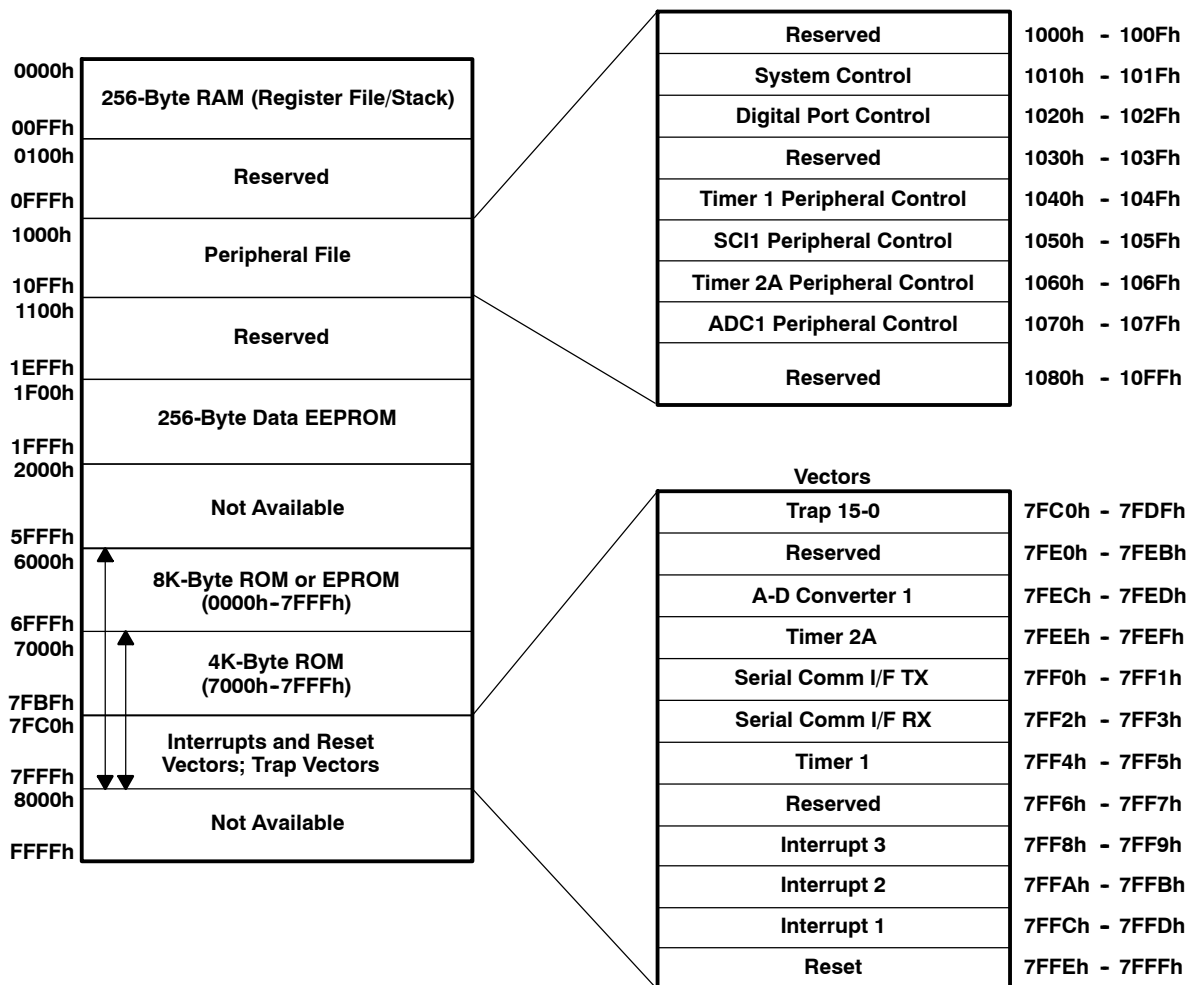 0000h
256-Byte RAM (Register File/Stack)
00FFh
0100h
Reserved
0FFFh
1000h
Peripheral File
10FFh
1100h
Reserved
1EFFh
1F00h
256-Byte Data EEPROM
1FFFh
2000h
Not Available
5FFFh
6000h
8K-Byte ROM or EPROM
(0000h-7FFFh)
6FFFh
7000h
4K-Byte ROM
(7000h-7FFFh)
7FBFh
7FC0h
Interrupts and Reset
Vectors; Trap Vectors
7FFFh
8000h
Not Available
FFFFh
Reserved 1000h - 100Fh
System Control 1010h - 101Fh
Digital Port Control 1020h - 102Fh
Reserved 1030h - 103Fh
Timer 1 Peripheral Control 1040h - 104Fh
SCI1 Peripheral Control 1050h - 105Fh
Timer 2A Peripheral Control 1060h - 106Fh
ADC1 Peripheral Control 1070h - 107Fh
Reserved 1080h - 10FFh
Vectors
Trap 15-0 7FC0h - 7FDFh
Reserved 7FE0h - 7FEBh
A-D Converter 1 7FECh - 7FEDh
Timer 2A 7FEEh - 7FEFh
Serial Comm I/F TX 7FF0h - 7FF1h
Serial Comm I/F RX 7FF2h - 7FF3h
Timer 1 7FF4h - 7FF5h
Reserved 7FF6h - 7FF7h
Interrupt 3 7FF8h - 7FF9h
Interrupt 2 7FFAh - 7FFBh
Interrupt 1 7FFCh - 7FFDh
Reset 7FFEh - 7FFFh